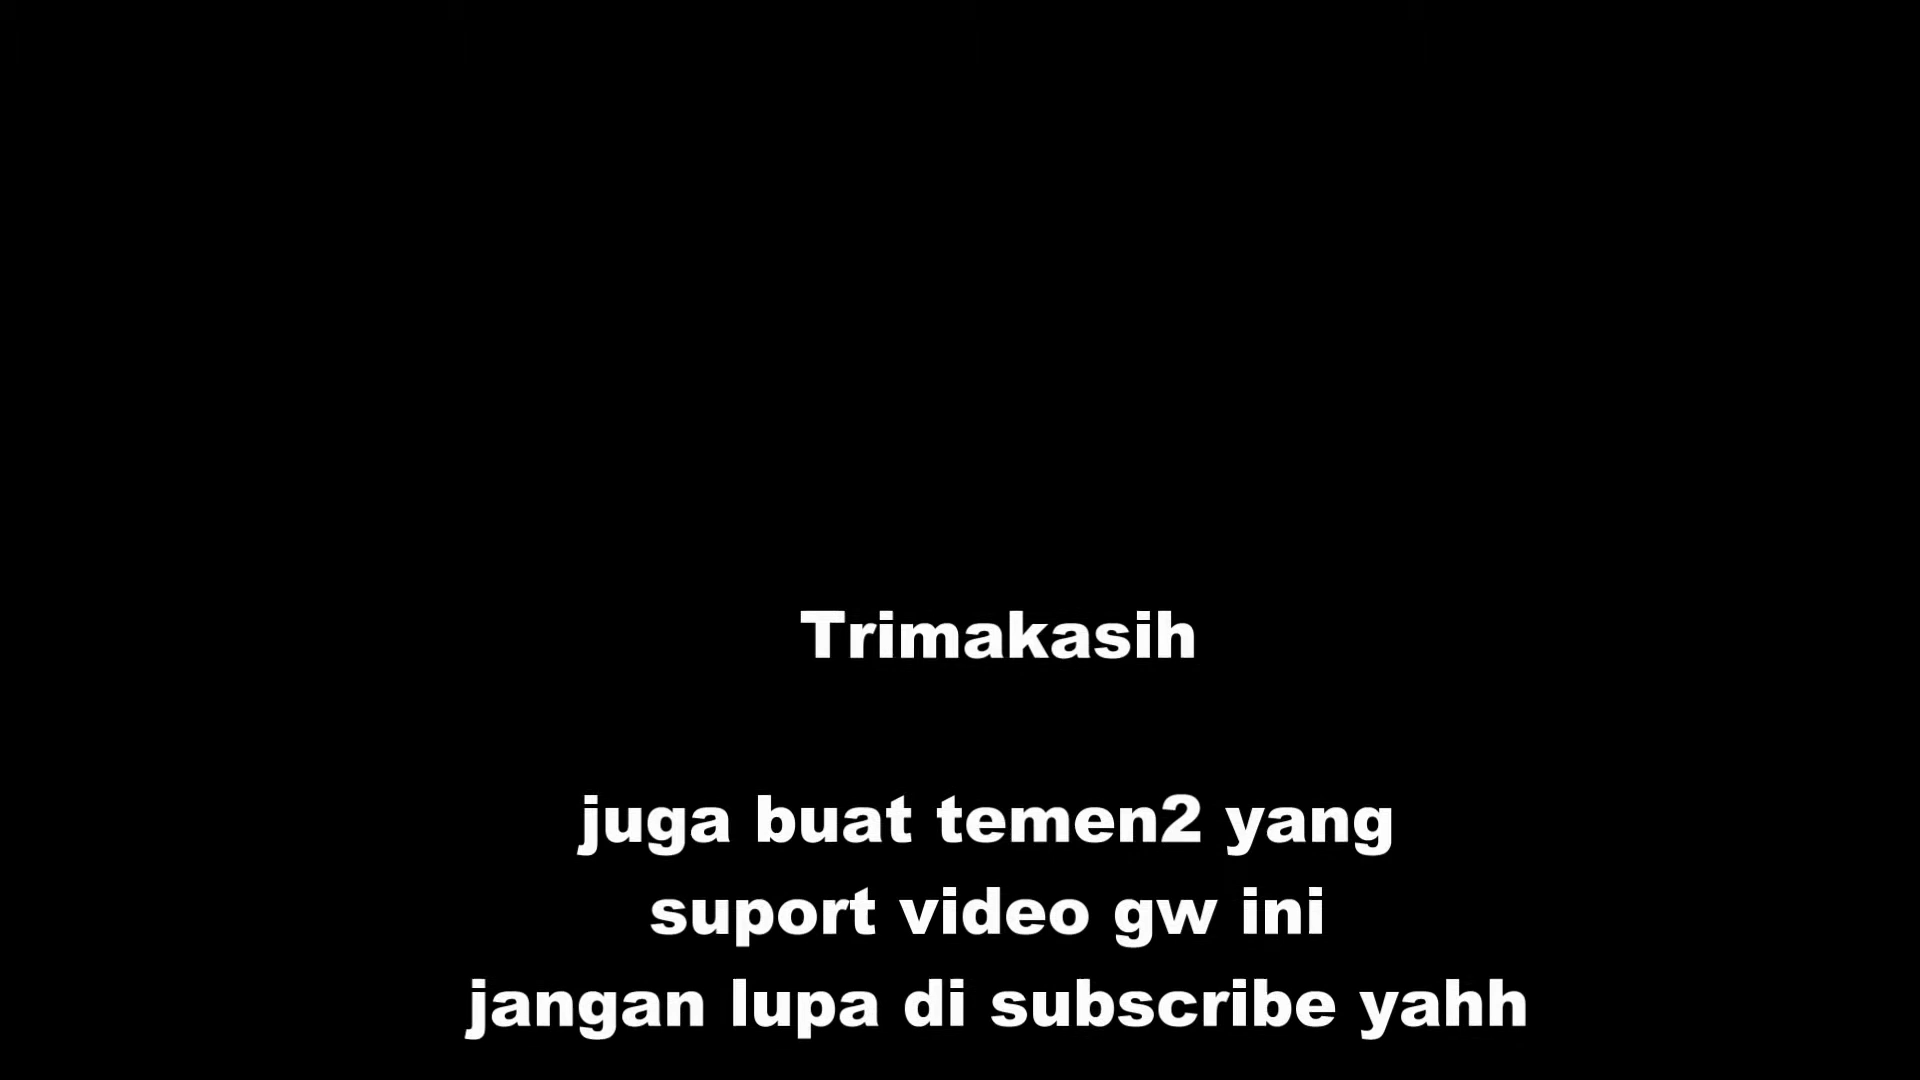 Trimakasih
juga buat temen2 yang
suport video gw ini
jangan lupa di subscribe yahh